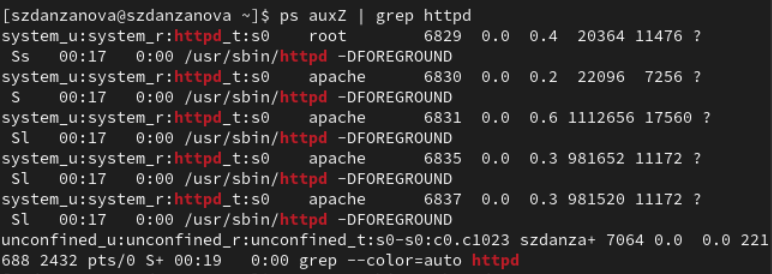 [szdanzanova@szdanzanova ~]$ ps auxZ | grep httpd
system_u:system_r:httpd_t:s0    root        6829  0.0  0.4  20364 11476 ?
 Ss   00:17   0:00 /usr/sbin/httpd -DFOREGROUND
system_u:system_r:httpd_t:s0    apache      6830  0.0  0.2  22096  7256 ?
 S    00:17   0:00 /usr/sbin/httpd -DFOREGROUND
system_u:system_r:httpd_t:s0    apache      6831  0.0  0.6 1112656 17560 ?
 Sl   00:17   0:00 /usr/sbin/httpd -DFOREGROUND
system_u:system_r:httpd_t:s0    apache      6835  0.0  0.3 981652 11172 ?
 Sl   00:17   0:00 /usr/sbin/httpd -DFOREGROUND
system_u:system_r:httpd_t:s0    apache      6837  0.0  0.3 981520 11172 ?
 Sl   00:17   0:00 /usr/sbin/httpd -DFOREGROUND
unconfined_u:unconfined_r:unconfined_t:s0-s0:c0.c1023 szdanza+ 7064 0.0  0.0 221
688 2432 pts/0 S+ 00:19   0:00 grep --color=auto httpd